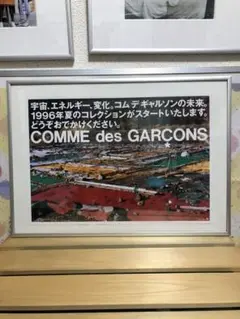 宇宙、エネルギー、変化。コム デ ギャルソンの未来。
1996年夏のコレクションがスタートいたします。
どうぞおでかけください。
COMME des GARÇONS